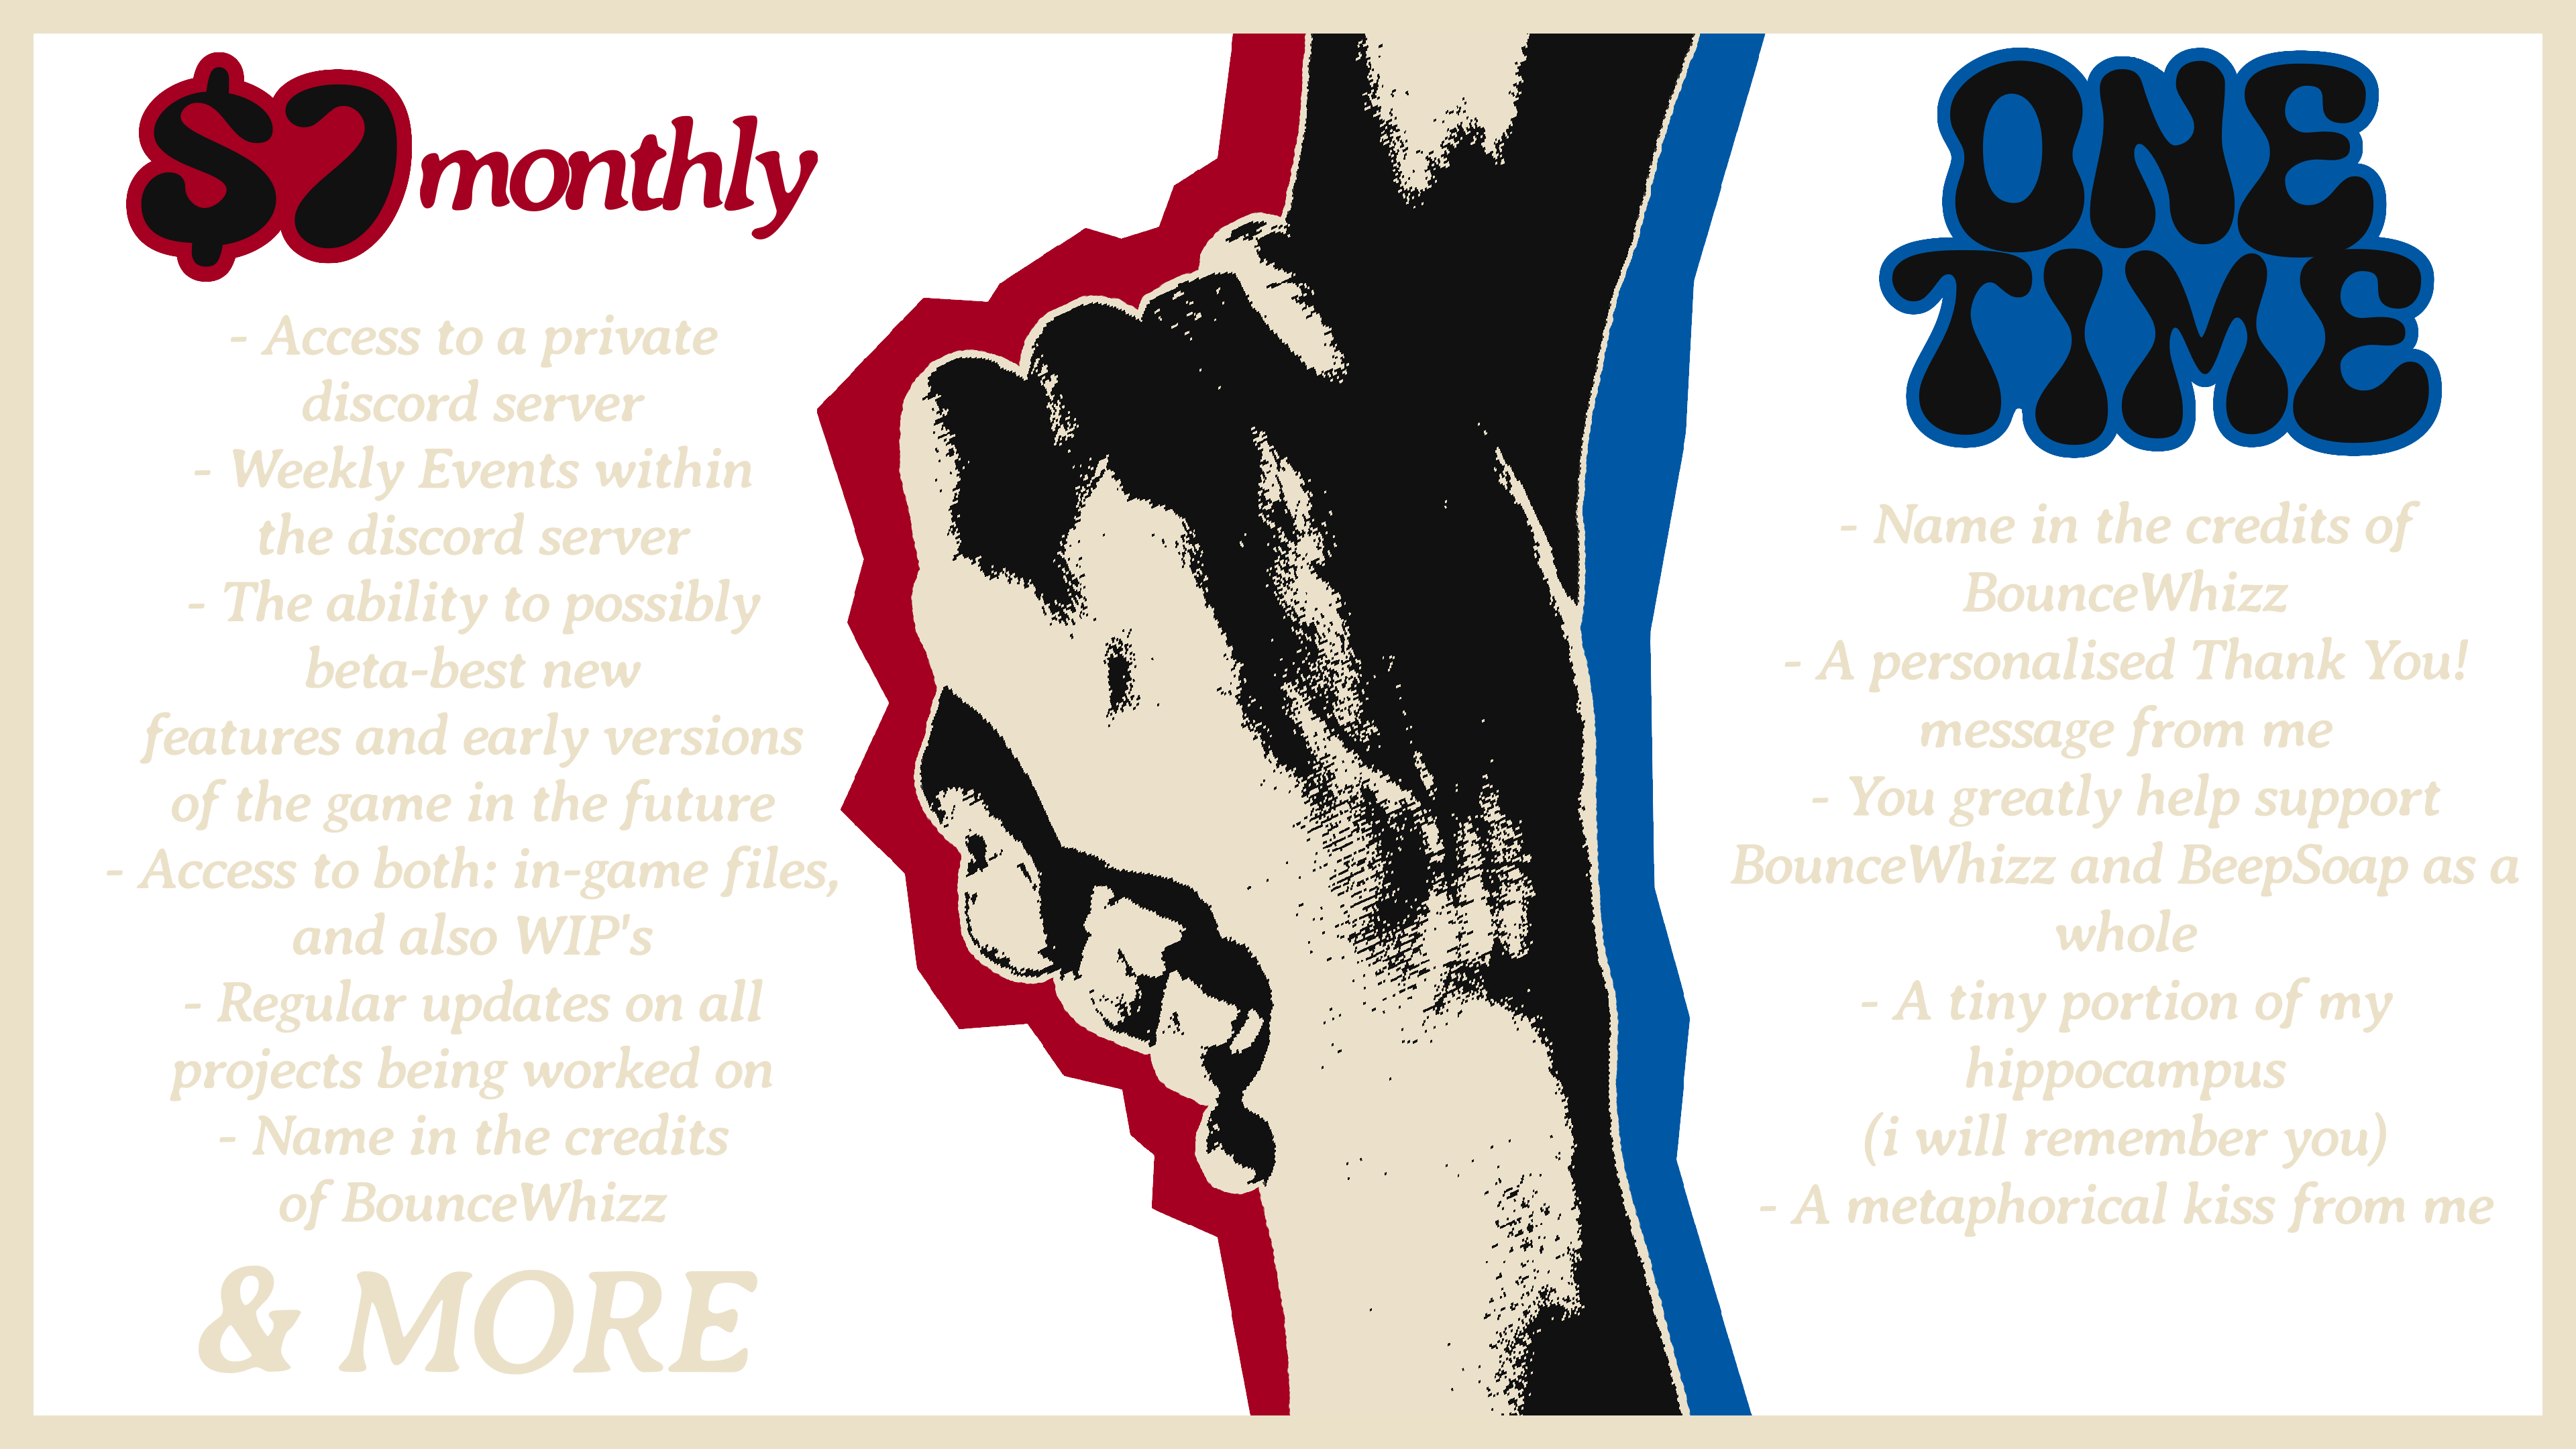 $7 monthly
- Access to a private
discord server
- Weekly Events within
the discord server
- The ability to possibly
beta-best new
features and early versions
of the game in the future
- Access to both: in-game files,
and also WIP's
- Regular updates on all
projects being worked on
- Name in the credits
of BounceWhizz
& MORE
ONE
TIME
- Name in the credits of
BounceWhizz
- A personalised Thank You!
message from me
- You greatly help support
BounceWhizz and BeepSoap as a
whole
- A tiny portion of my
hippocampus
(i will remember you)
- A metaphorical kiss from me